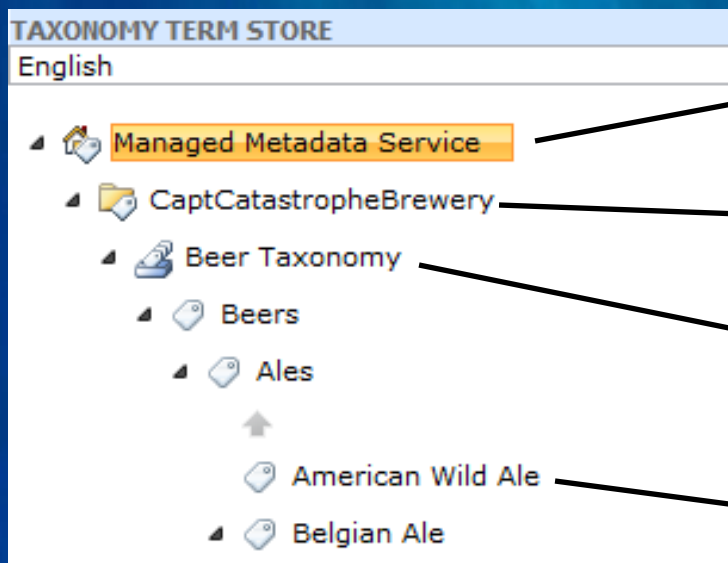 TAXONOMY TERM STORE
English
Managed Metadata Service
CaptCatastropheBrewery
Beer Taxonomy
Beers
Ales
American Wild Ale
Belgian Ale